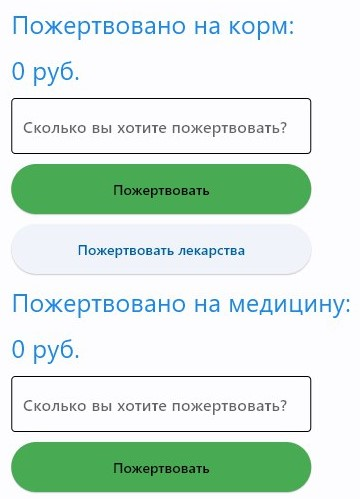 Пожертвовано на корм:
0 руб.
Сколько вы хотите пожертвовать?
Пожертвовать
Пожертвовать лекарства
Пожертвовано на медицину:
0 руб.
Сколько вы хотите пожертвовать?
Пожертвовать